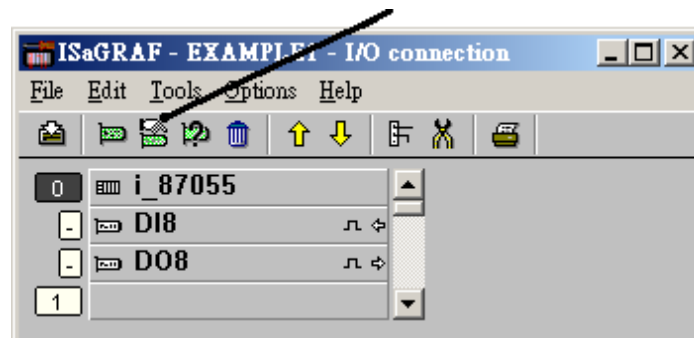 ISaGRAF - EXAMPLE1 - I/O connection
File Edit Tools Options Help
0 i_87055
- DI8
- DO8
1